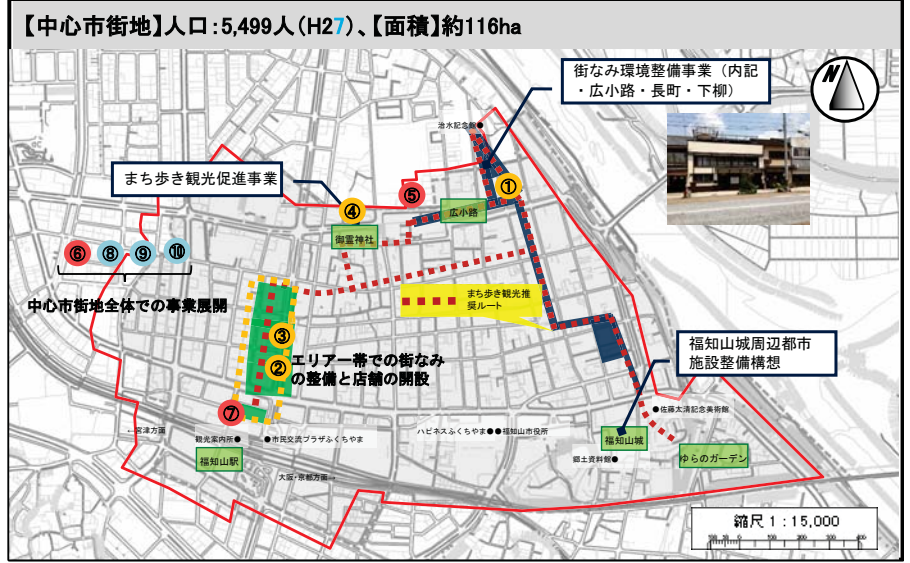 【中心市街地】人口：5,499人（H27）、【面積】約116ha
街なみ環境整備事業（内記
・広小路・長町・下柳）
N
治水記念館●
まち歩き観光促進事業
①
⑤
④
広小路
御霊神社
⑥ ⑧ ⑨ ⑩
中心市街地全体での事業展開
まち歩き観光推
奨ルート
③
②
エリア一帯での街なみ
の整備と店舗の開設
福知山城周辺都市
施設整備構想
⑦
●佐藤太清記念美術館
←宮津方面
観光案内所●
●市民交流プラザふくちやま
ハピネスふくちやま●
●福知山市役所
福知山城
福知山駅
郷土資料館●
ゆらのガーデン
大阪・京都方面→
縮尺 1：15,000